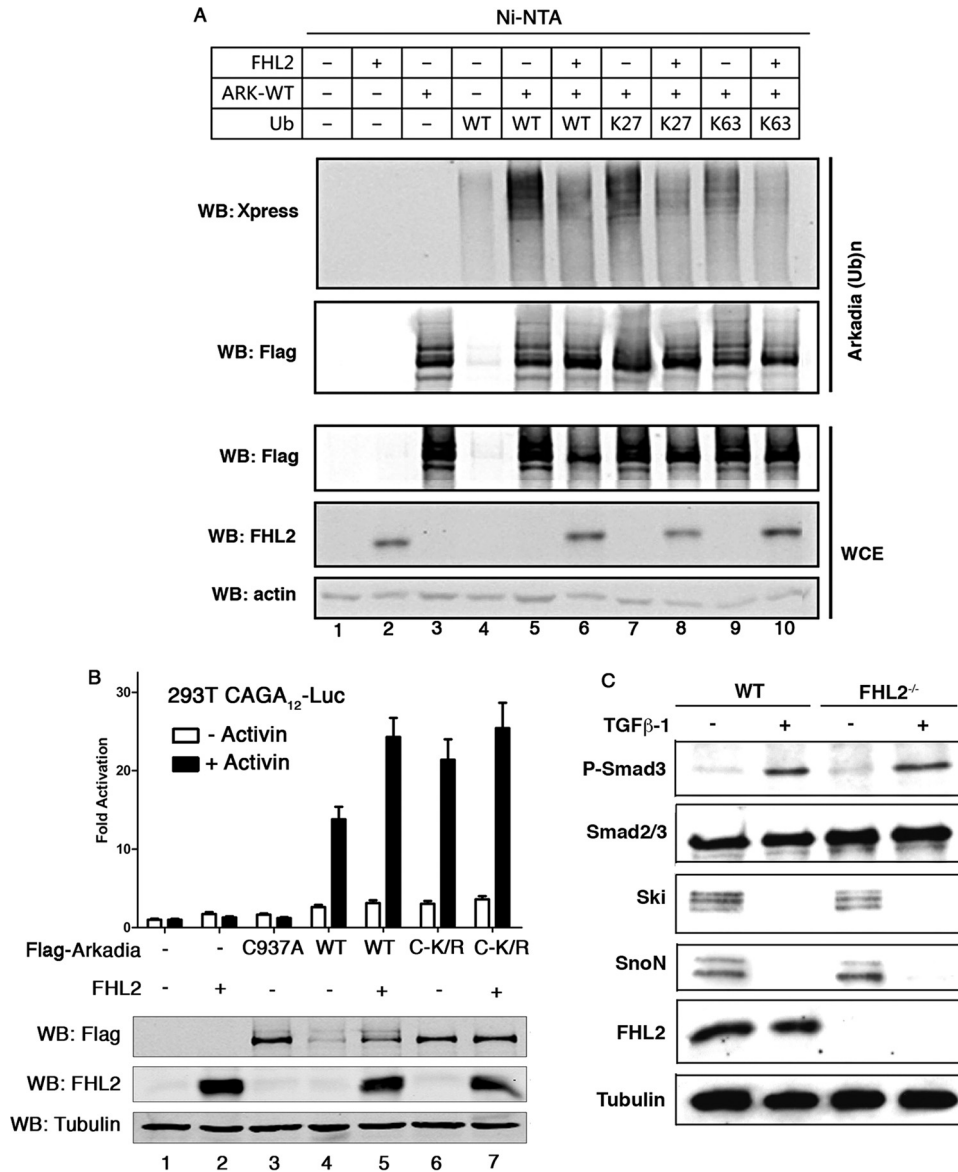 A
Ni-NTA
FHL2 – + – – – + – + – +
ARK-WT – – + – + + + + + +
Ub – – – WT WT WT K27 K27 K63 K63
WB: Xpress
WB: Flag
Arkadia (Ub)n
WB: Flag
WB: FHL2
WB: actin
WCE
1 2 3 4 5 6 7 8 9 10
B
293T CAGA₁₂-Luc
- Activin
+ Activin
Fold Activation
30
20
10
0
Flag-Arkadia - - C937A WT WT C-K/R C-K/R
FHL2 - + - - + - +
WB: Flag
WB: FHL2
WB: Tubulin
1 2 3 4 5 6 7
C
WT FHL2⁻/⁻
TGFβ-1 - + - +
P-Smad3
Smad2/3
Ski
SnoN
FHL2
Tubulin